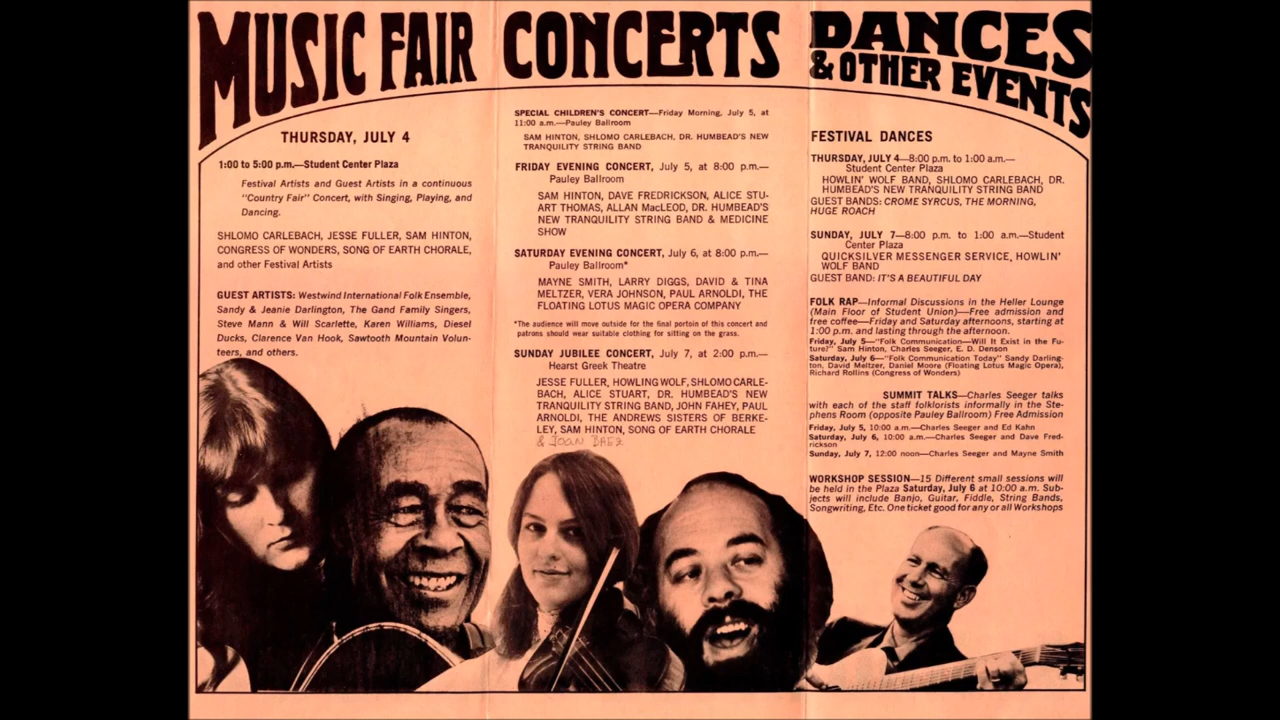 MUSIC FAIR
THURSDAY, JULY 4
1:00 to 5:00 p.m.—Student Center Plaza
Festival Artists and Guest Artists in a continuous
"Country Fair" Concert, with Singing, Playing, and
Dancing.
SHLOMO CARLEBACH, JESSE FULLER, SAM HINTON,
CONGRESS OF WONDERS, SONG OF EARTH CHORALE,
and other Festival Artists
GUEST ARTISTS: Westwind International Folk Ensemble,
Sandy & Jeanie Darlington, The Gand Family Singers,
Steve Mann & Will Scarlette, Karen Williams, Diesel
Ducks, Clarence Van Hook, Sawtooth Mountain Volun-
teers, and others.
CONCERTS
SPECIAL CHILDREN'S CONCERT—Friday Morning, July 5, at
11:00 a.m.—Pauley Ballroom
SAM HINTON, SHLOMO CARLEBACH, DR. HUMBEAD'S NEW
TRANQUILITY STRING BAND
FRIDAY EVENING CONCERT, July 5, at 8:00 p.m.—
Pauley Ballroom
SAM HINTON, DAVE FREDRICKSON, ALICE STU-
ART THOMAS, ALLAN MacLEOD, DR. HUMBEAD'S
NEW TRANQUILITY STRING BAND & MEDICINE
SHOW
SATURDAY EVENING CONCERT, July 6, at 8:00 p.m.—
Pauley Ballroom*
MAYNE SMITH, LARRY DIGGS, DAVID & TINA
MELTZER, VERA JOHNSON, PAUL ARNOLDI, THE
FLOATING LOTUS MAGIC OPERA COMPANY
*The audience will move outside for the final portoin of this concert and
patrons should wear suitable clothing for sitting on the grass.
SUNDAY JUBILEE CONCERT, July 7, at 2:00 p.m.—
Hearst Greek Theatre
JESSE FULLER, HOWLING WOLF, SHLOMO CARLE-
BACH, ALICE STUART, DR. HUMBEAD'S NEW
TRANQUILITY STRING BAND, JOHN FAHEY, PAUL
ARNOLDI, THE ANDREWS SISTERS OF BERKE-
LEY, SAM HINTON, SONG OF EARTH CHORALE
& JOAN BAEZ
DANCES
& OTHER EVENTS
FESTIVAL DANCES
THURSDAY, JULY 4—8:00 p.m. to 1:00 a.m.—
Student Center Plaza
HOWLIN' WOLF BAND, SHLOMO CARLEBACH, DR.
HUMBEAD'S NEW TRANQUILITY STRING BAND
GUEST BANDS: CROME SYRCUS, THE MORNING,
HUGE ROACH
SUNDAY, JULY 7—8:00 p.m. to 1:00 a.m.—Student
Center Plaza
QUICKSILVER MESSENGER SERVICE, HOWLIN'
WOLF BAND
GUEST BAND: IT'S A BEAUTIFUL DAY
FOLK RAP—Informal Discussions in the Heller Lounge
(Main Floor of Student Union)—Free admission and
free coffee—Friday and Saturday afternoons, starting at
1:00 p.m. and lasting through the afternoon.
Friday, July 5—"Folk Communication—Will It Exist in the Fu-
ture?" Sam Hinton, Charles Seeger, E. D. Denson
Saturday, July 6—"Folk Communication Today" Sandy Darling-
ton, David Meltzer, Daniel Moore (Floating Lotus Magic Opera),
Richard Rollins (Congress of Wonders)
SUMMIT TALKS—Charles Seeger talks
with each of the staff folklorists informally in the Ste-
phens Room (opposite Pauley Ballroom) Free Admission
Friday, July 5, 10:00 a.m.—Charles Seeger and Ed Kahn
Saturday, July 6, 10:00 a.m.—Charles Seeger and Dave Fred-
rickson
Sunday, July 7, 12:00 noon—Charles Seeger and Mayne Smith
WORKSHOP SESSION—15 Different small sessions will
be held in the Plaza Saturday, July 6 at 10:00 a.m. Sub-
jects will include Banjo, Guitar, Fiddle, String Bands,
Songwriting, Etc. One ticket good for any or all Workshops